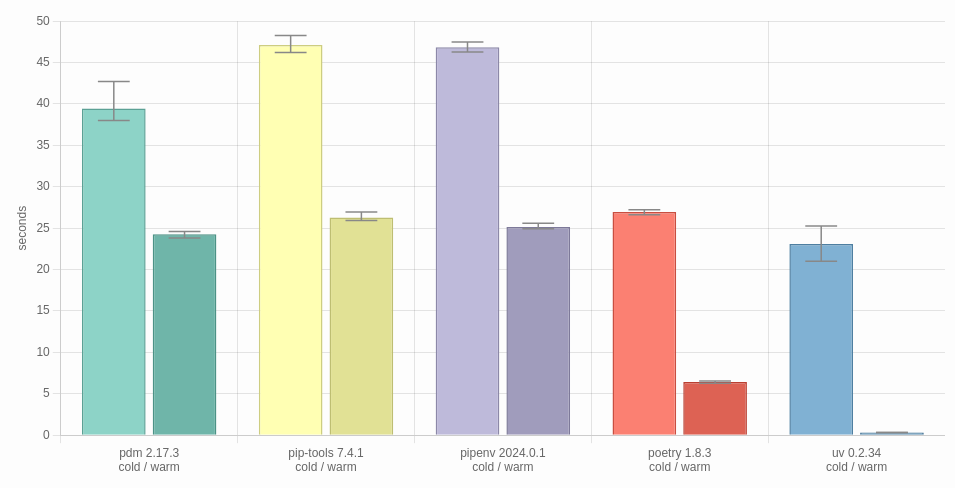 50
45
40
35
30
25
20
15
10
5
0
seconds
pdm 2.17.3
cold / warm
pip-tools 7.4.1
cold / warm
pipenv 2024.0.1
cold / warm
poetry 1.8.3
cold / warm
uv 0.2.34
cold / warm